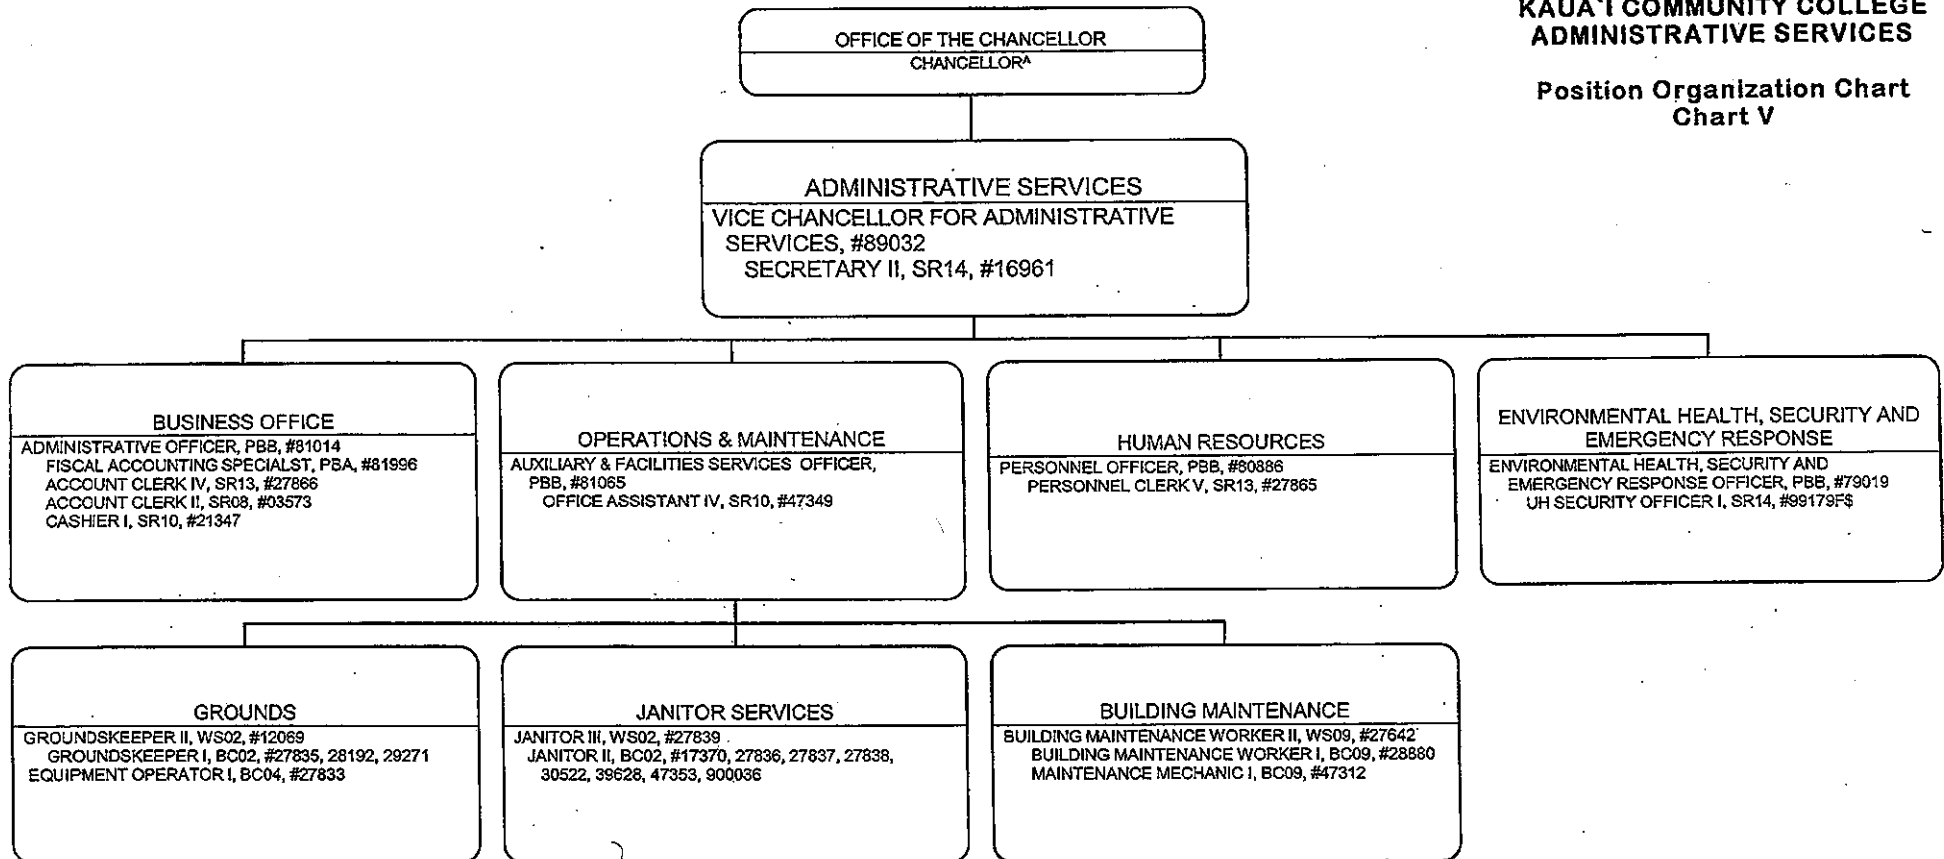 KAUA'I COMMUNITY COLLEGE
ADMINISTRATIVE SERVICES
Position Organization Chart
Chart V
OFFICE OF THE CHANCELLOR
CHANCELLOR^
ADMINISTRATIVE SERVICES
VICE CHANCELLOR FOR ADMINISTRATIVE
SERVICES, #89032
SECRETARY II, SR14, #16961
BUSINESS OFFICE
ADMINISTRATIVE OFFICER, PBB, #81014
FISCAL ACCOUNTING SPECIALST, PBA, #81996
ACCOUNT CLERK IV, SR13, #27866
ACCOUNT CLERK II, SR08, #03573
CASHIER I, SR10, #21347
OPERATIONS & MAINTENANCE
AUXILIARY & FACILITIES SERVICES OFFICER,
PBB, #81065
OFFICE ASSISTANT IV, SR10, #47349
HUMAN RESOURCES
PERSONNEL OFFICER, PBB, #80886
PERSONNEL CLERK V, SR13, #27865
ENVIRONMENTAL HEALTH, SECURITY AND
EMERGENCY RESPONSE
ENVIRONMENTAL HEALTH, SECURITY AND
EMERGENCY RESPONSE OFFICER, PBB, #79019
UH SECURITY OFFICER I, SR14, #99179F$
GROUNDS
GROUNDSKEEPER II, WS02, #12069
GROUNDSKEEPER I, BC02, #27835, 28192, 29271
EQUIPMENT OPERATOR I, BC04, #27833
JANITOR SERVICES
JANITOR III, WS02, #27839
JANITOR II, BC02, #17370, 27836, 27837, 27838,
30522, 39628, 47353, 900036
BUILDING MAINTENANCE
BUILDING MAINTENANCE WORKER II, WS09, #27642
BUILDING MAINTENANCE WORKER I, BC09, #28880
MAINTENANCE MECHANIC I, BC09, #47312